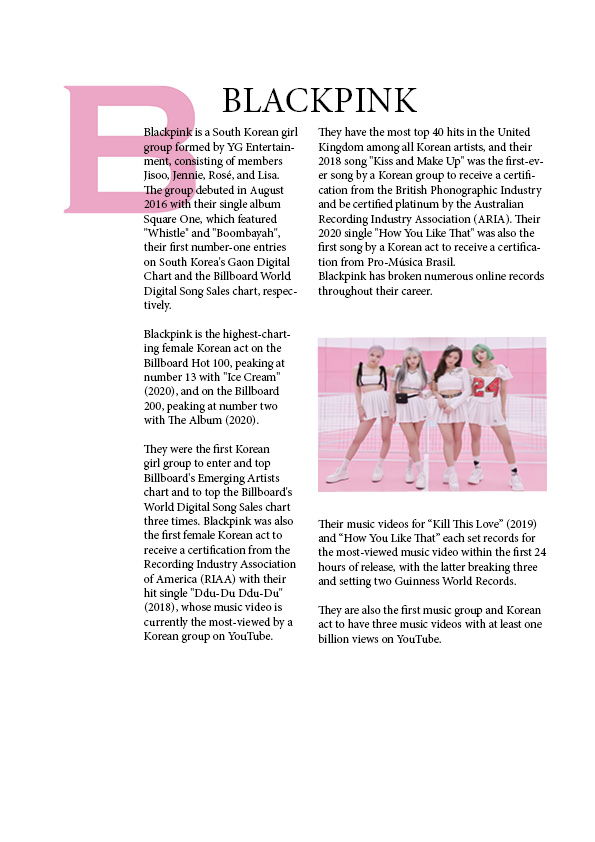 B
BLACKPINK
Blackpink is a South Korean girl
group formed by YG Entertain-
ment, consisting of members
Jisoo, Jennie, Rosé, and Lisa.
The group debuted in August
2016 with their single album
Square One, which featured
"Whistle" and "Boombayah",
their first number-one entries
on South Korea's Gaon Digital
Chart and the Billboard World
Digital Song Sales chart, respec-
tively.
Blackpink is the highest-chart-
ing female Korean act on the
Billboard Hot 100, peaking at
number 13 with "Ice Cream"
(2020), and on the Billboard
200, peaking at number two
with The Album (2020).
They were the first Korean
girl group to enter and top
Billboard's Emerging Artists
chart and to top the Billboard's
World Digital Song Sales chart
three times. Blackpink was also
the first female Korean act to
receive a certification from the
Recording Industry Association
of America (RIAA) with their
hit single "Ddu-Du Ddu-Du"
(2018), whose music video is
currently the most-viewed by a
Korean group on YouTube.
They have the most top 40 hits in the United
Kingdom among all Korean artists, and their
2018 song "Kiss and Make Up" was the first-ev-
er song by a Korean group to receive a certifi-
cation from the British Phonographic Industry
and be certified platinum by the Australian
Recording Industry Association (ARIA). Their
2020 single "How You Like That" was also the
first song by a Korean act to receive a certifica-
tion from Pro-Música Brasil.
Blackpink has broken numerous online records
throughout their career.
24
Their music videos for “Kill This Love” (2019)
and “How You Like That” each set records for
the most-viewed music video within the first 24
hours of release, with the latter breaking three
and setting two Guinness World Records.
They are also the first music group and Korean
act to have three music videos with at least one
billion views on YouTube.